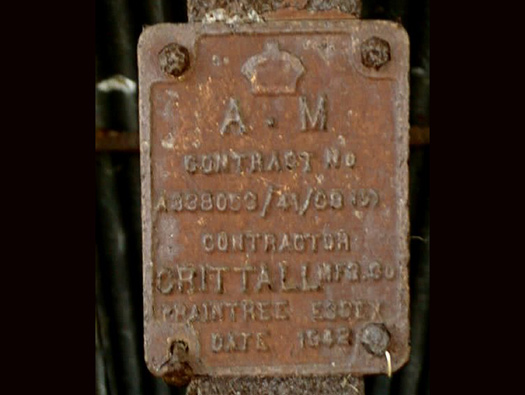 A . M
CONTRACT No
CONTRACTOR
CRITTALL MFG. Co
BRAINTREE ESSEX
DATE 1942